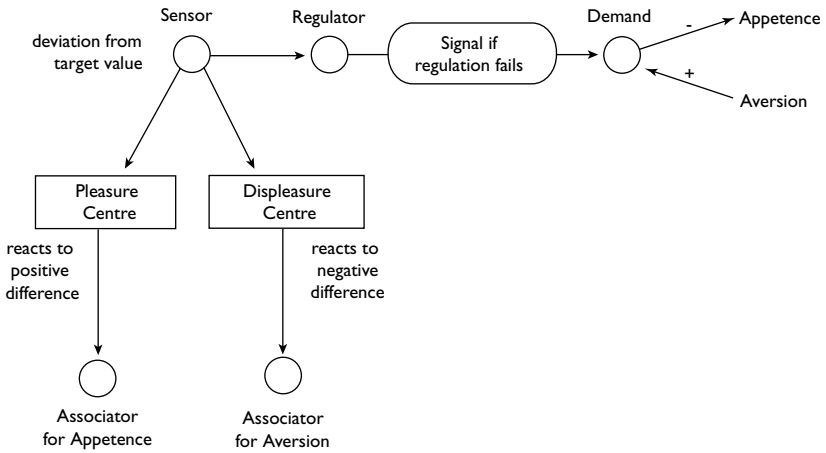 Sensor
Regulator
Demand
deviation from
target value
Signal if
regulation fails
-
Appetence
+
Aversion
Pleasure
Centre
Displeasure
Centre
reacts to
positive
difference
reacts to
negative
difference
Associator
for Appetence
Associator
for Aversion